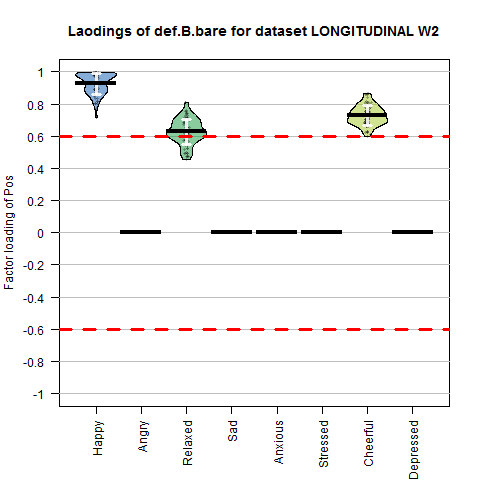 Laodings of def.B.bare for dataset LONGITUDINAL W2
Factor loading of Pos
1
0.8
0.6
0.4
0.2
0
-0.2
-0.4
-0.6
-0.8
-1
Happy
Angry
Relaxed
Sad
Anxious
Stressed
Cheerful
Depressed